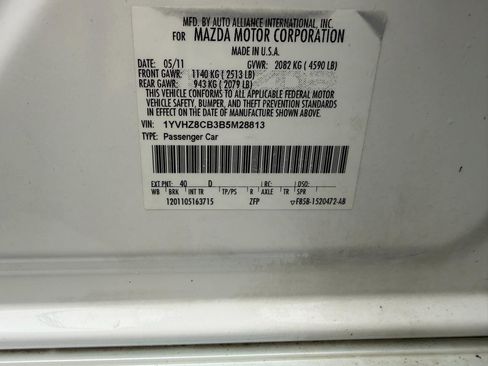 MFD. BY AUTO ALLIANCE INTERNATIONAL, INC.
FOR MAZDA MOTOR CORPORATION
MADE IN U.S.A.
DATE: 05/11 GVWR: 2082 KG ( 4590 LB)
FRONT GAWR: 1140 KG ( 2513 LB)
REAR GAWR: 943 KG ( 2079 LB)
THIS VEHICLE CONFORMS TO ALL APPLICABLE FEDERAL MOTOR
VEHICLE SAFETY, BUMPER, AND THEFT PREVENTION STANDARDS
IN EFFECT ON THE DATE OF MANUFACTURE SHOWN ABOVE.
VIN: 1YVHZ8CB3B5M28813
TYPE: Passenger Car
EXT PNT: 40 D RC: DSO:
WB BRK INT TR TP/PS R AXLE TR SPR
1201105163715 ZFP F85B-1520472-AB